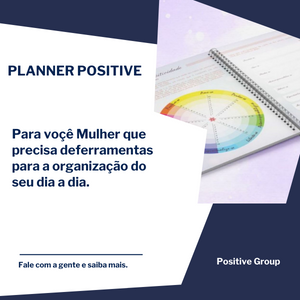 PLANNER POSITIVE
Para voçê Mulher que
precisa deferramentas
para a organização do
seu dia a dia.
Fale com a gente e saiba mais.
Positive Group